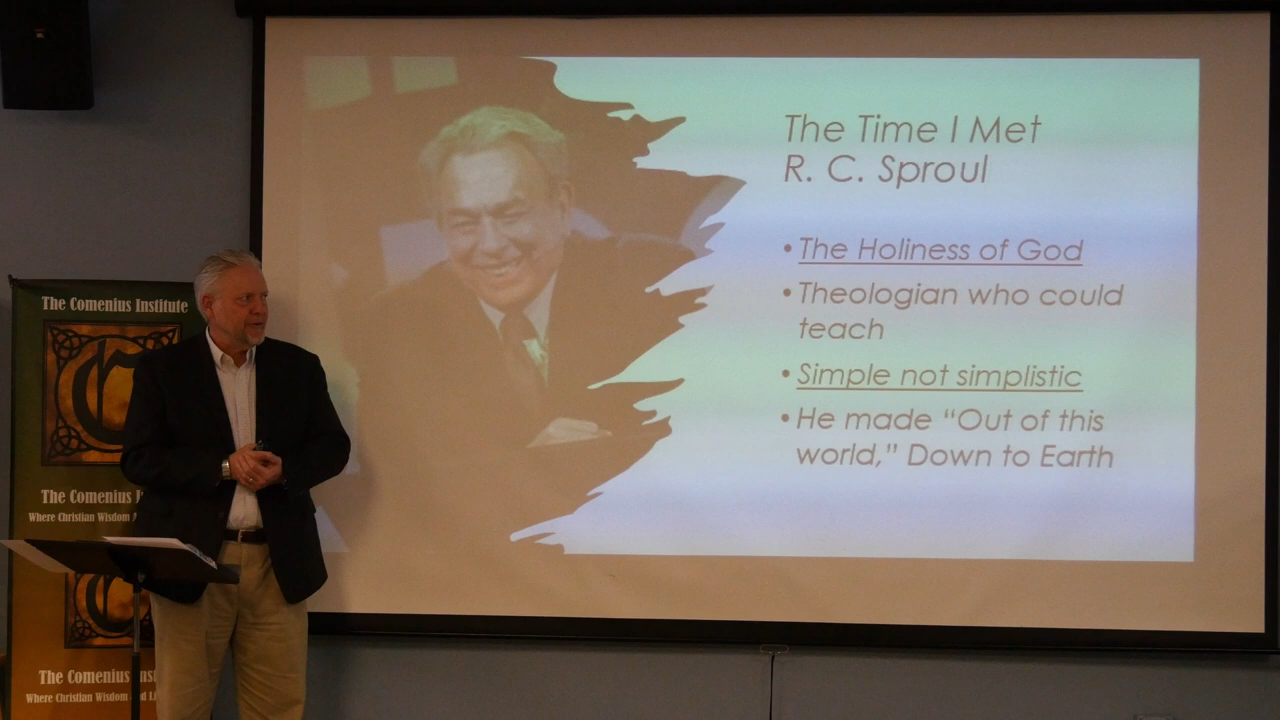 The Time I Met
R. C. Sproul
• The Holiness of God
• Theologian who could
teach
• Simple not simplistic
• He made “Out of this
world,” Down to Earth
The Comenius Institute
C
The Comenius
Where Christian Wisdom
C
The Comenius
Where Christian Wisdom and